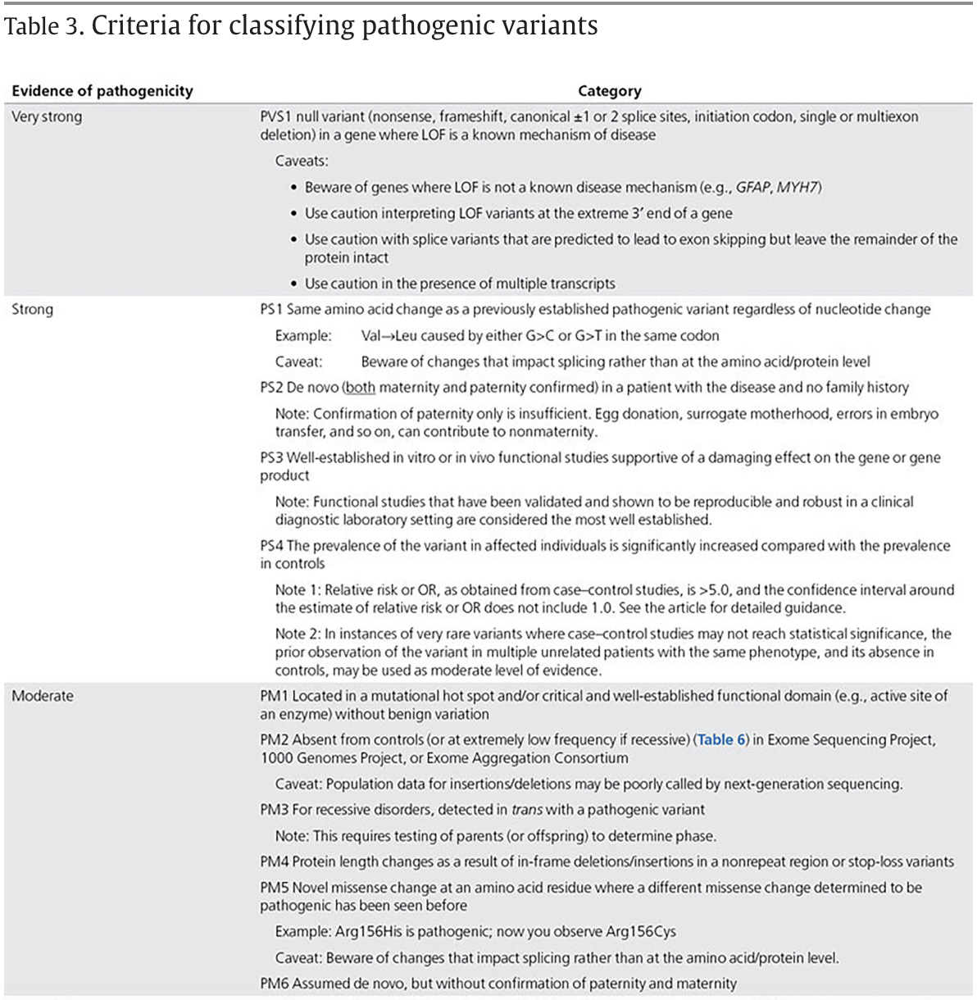 Table 3. Criteria for classifying pathogenic variants
Evidence of pathogenicity Category
Very strong PVS1 null variant (nonsense, frameshift, canonical ±1 or 2 splice sites, initiation codon, single or multiexon
deletion) in a gene where LOF is a known mechanism of disease
Caveats:
• Beware of genes where LOF is not a known disease mechanism (e.g., GFAP, MYH7)
• Use caution interpreting LOF variants at the extreme 3′ end of a gene
• Use caution with splice variants that are predicted to lead to exon skipping but leave the remainder of the
protein intact
• Use caution in the presence of multiple transcripts
Strong PS1 Same amino acid change as a previously established pathogenic variant regardless of nucleotide change
Example: Val→Leu caused by either G>C or G>T in the same codon
Caveat: Beware of changes that impact splicing rather than at the amino acid/protein level
PS2 De novo (both maternity and paternity confirmed) in a patient with the disease and no family history
Note: Confirmation of paternity only is insufficient. Egg donation, surrogate motherhood, errors in embryo
transfer, and so on, can contribute to nonmaternity.
PS3 Well-established in vitro or in vivo functional studies supportive of a damaging effect on the gene or gene
product
Note: Functional studies that have been validated and shown to be reproducible and robust in a clinical
diagnostic laboratory setting are considered the most well established.
PS4 The prevalence of the variant in affected individuals is significantly increased compared with the prevalence
in controls
Note 1: Relative risk or OR, as obtained from case–control studies, is >5.0, and the confidence interval around
the estimate of relative risk or OR does not include 1.0. See the article for detailed guidance.
Note 2: In instances of very rare variants where case–control studies may not reach statistical significance, the
prior observation of the variant in multiple unrelated patients with the same phenotype, and its absence in
controls, may be used as moderate level of evidence.
Moderate PM1 Located in a mutational hot spot and/or critical and well-established functional domain (e.g., active site of
an enzyme) without benign variation
PM2 Absent from controls (or at extremely low frequency if recessive) (Table 6) in Exome Sequencing Project,
1000 Genomes Project, or Exome Aggregation Consortium
Caveat: Population data for insertions/deletions may be poorly called by next-generation sequencing.
PM3 For recessive disorders, detected in trans with a pathogenic variant
Note: This requires testing of parents (or offspring) to determine phase.
PM4 Protein length changes as a result of in-frame deletions/insertions in a nonrepeat region or stop-loss variants
PM5 Novel missense change at an amino acid residue where a different missense change determined to be
pathogenic has been seen before
Example: Arg156His is pathogenic; now you observe Arg156Cys
Caveat: Beware of changes that impact splicing rather than at the amino acid/protein level.
PM6 Assumed de novo, but without confirmation of paternity and maternity